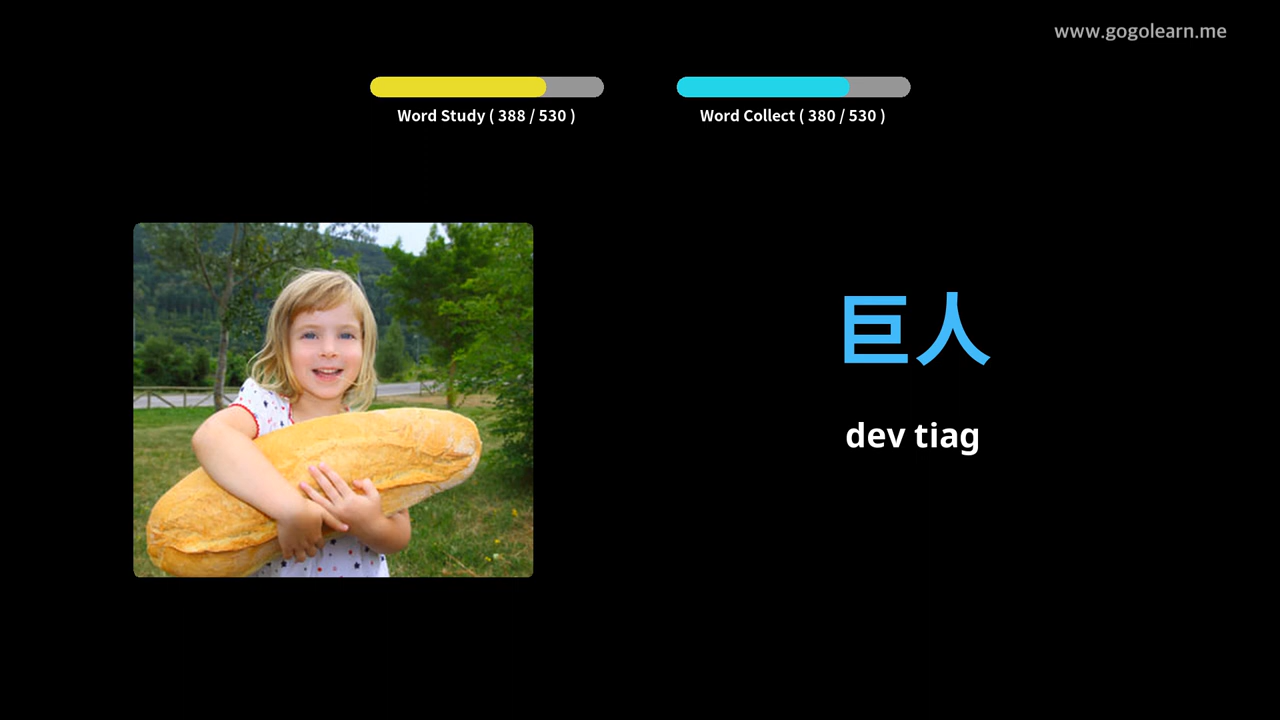 www.gogolearn.me
Word Study ( 388 / 530 )
Word Collect ( 380 / 530 )
巨人
dev tiag